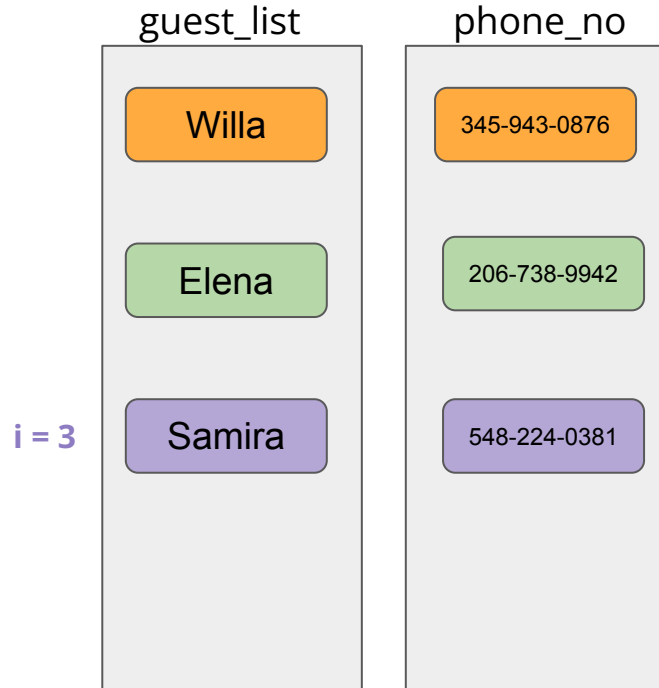 guest_list phone_no
Willa 345-943-0876
Elena 206-738-9942
i = 3 Samira 548-224-0381